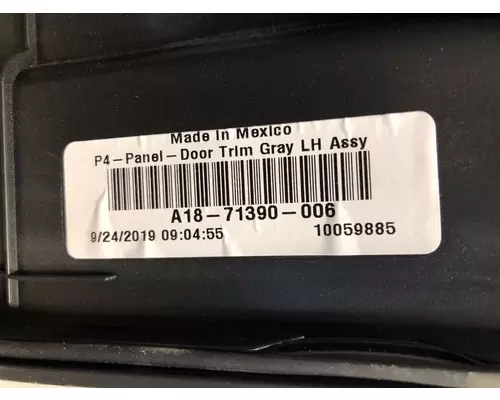 Made In Mexico
P4-Panel-Door Trim Gray LH Assy
A18-71390-006
9/24/2019 09:04:55 10059885